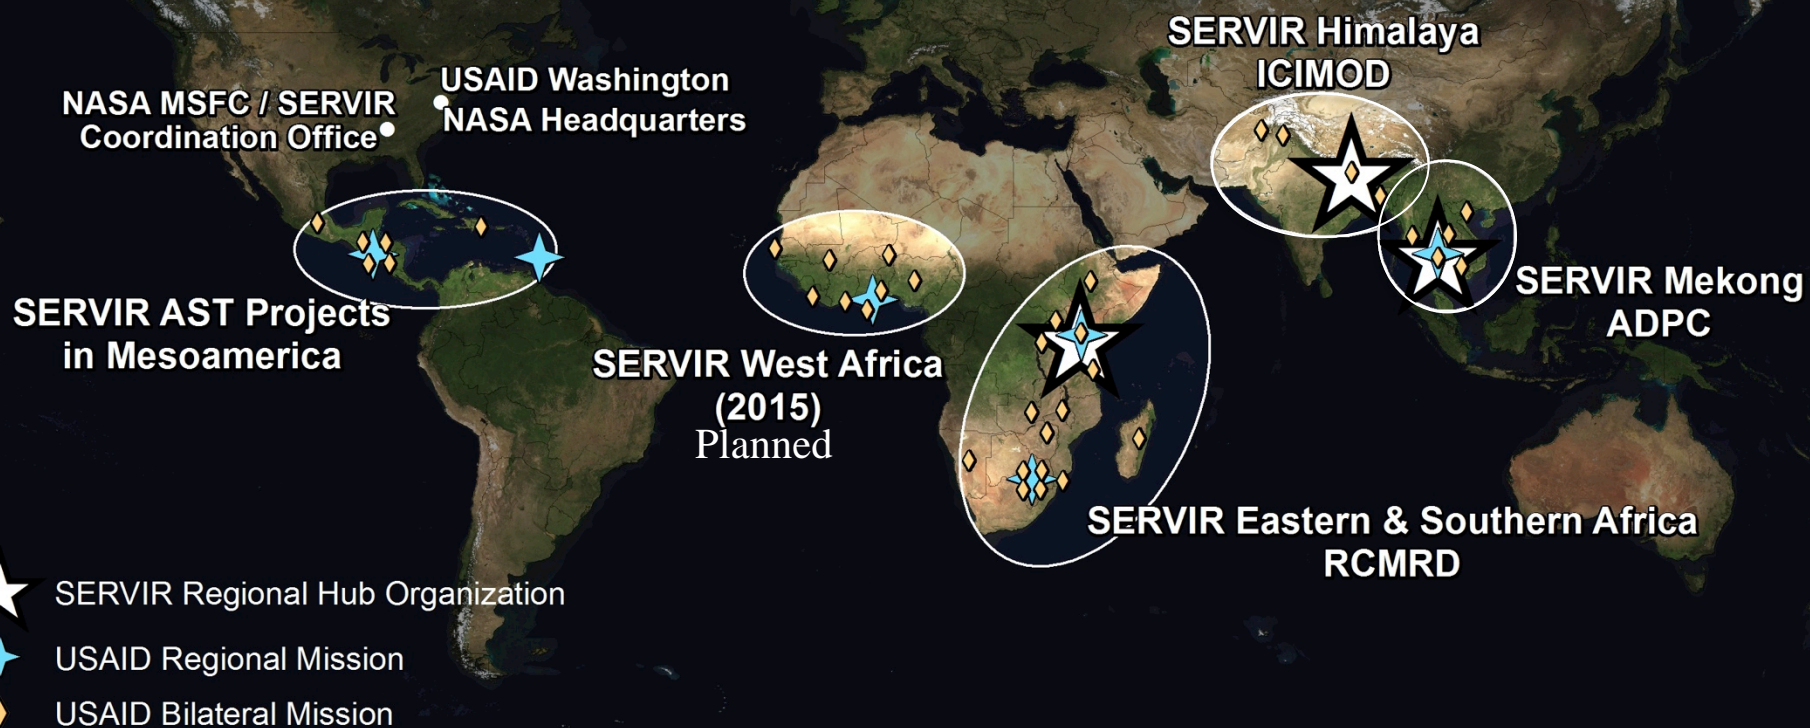 SERVIR Himalaya
ICIMOD
USAID Washington
NASA Headquarters
NASA MSFC / SERVIR
Coordination Office
SERVIR AST Projects
in Mesoamerica
SERVIR Mekong
ADPC
SERVIR West Africa
(2015)
Planned
SERVIR Eastern & Southern Africa
RCMRD
SERVIR Regional Hub Organization
USAID Regional Mission
USAID Bilateral Mission